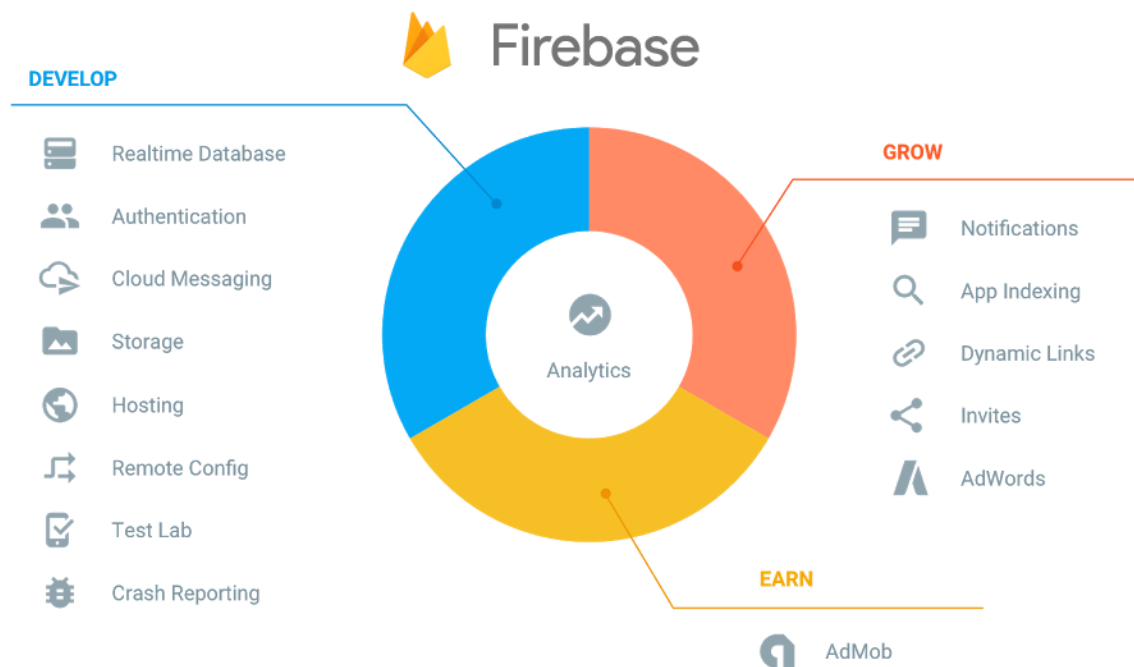 Firebase
DEVELOP
Realtime Database
Authentication
Cloud Messaging
Storage
Hosting
Remote Config
Test Lab
Crash Reporting
Analytics
GROW
Notifications
App Indexing
Dynamic Links
Invites
AdWords
EARN
AdMob